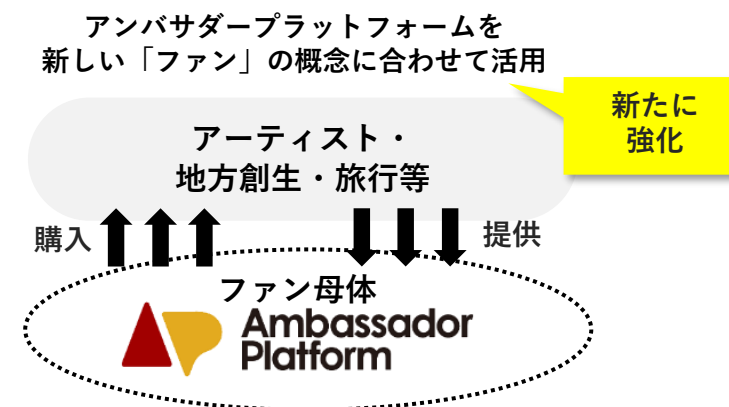 アンバサダープラットフォームを
新しい「ファン」の概念に合わせて活用
新たに
強化
アーティスト・
地方創生・旅行等
購入
提供
ファン母体
Ambassador
Platform